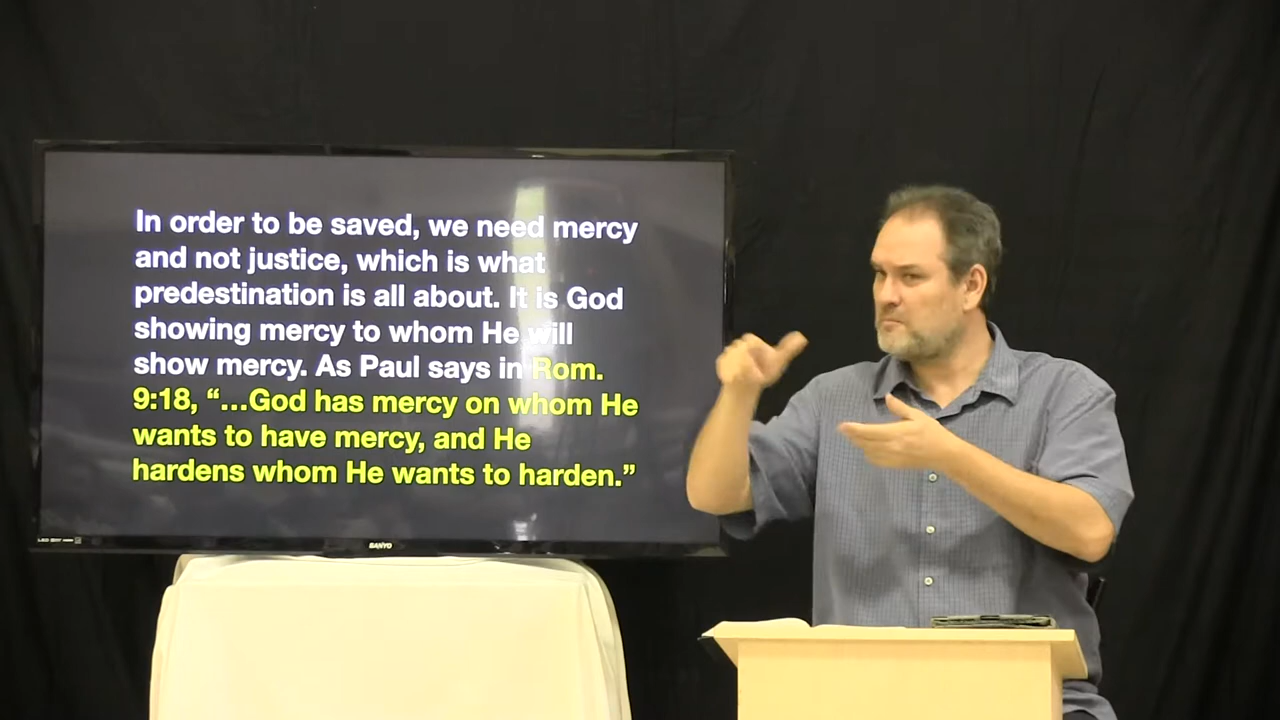 In order to be saved, we need mercy
and not justice, which is what
predestination is all about. It is God
showing mercy to whom He will
show mercy. As Paul says in Rom.
9:18, “...God has mercy on whom He
wants to have mercy, and He
hardens whom He wants to harden.”
SANYO